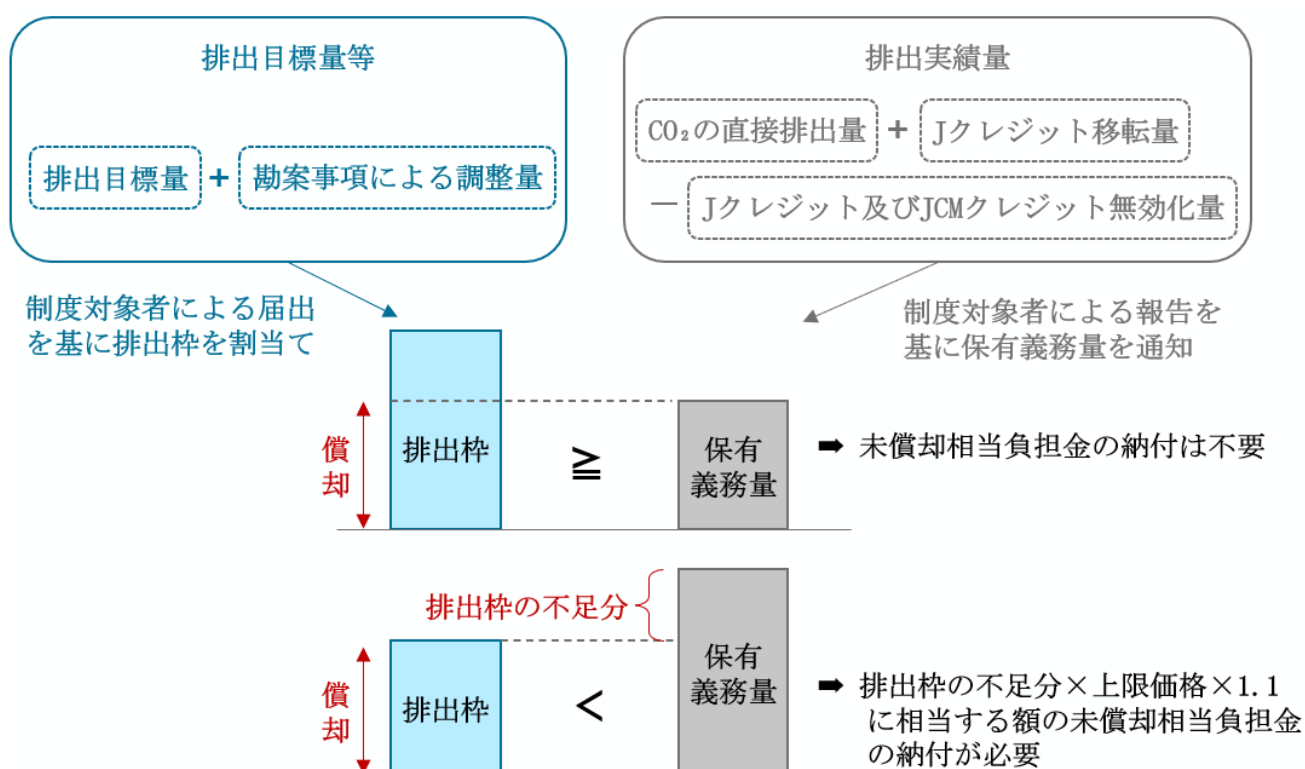 排出目標量等
排出目標量 + 勘案事項による調整量
制度対象者による届出
を基に排出枠を割当て
排出実績量
CO₂の直接排出量 + Jクレジット移転量
— Jクレジット及びJCMクレジット無効化量
制度対象者による報告を
基に保有義務量を通知
償
却
排出枠
≧
保有
義務量
➡ 未償却相当負担金の納付は不要
排出枠の不足分
償
却
排出枠
<
保有
義務量
➡ 排出枠の不足分×上限価格×1.1
に相当する額の未償却相当負担金
の納付が必要